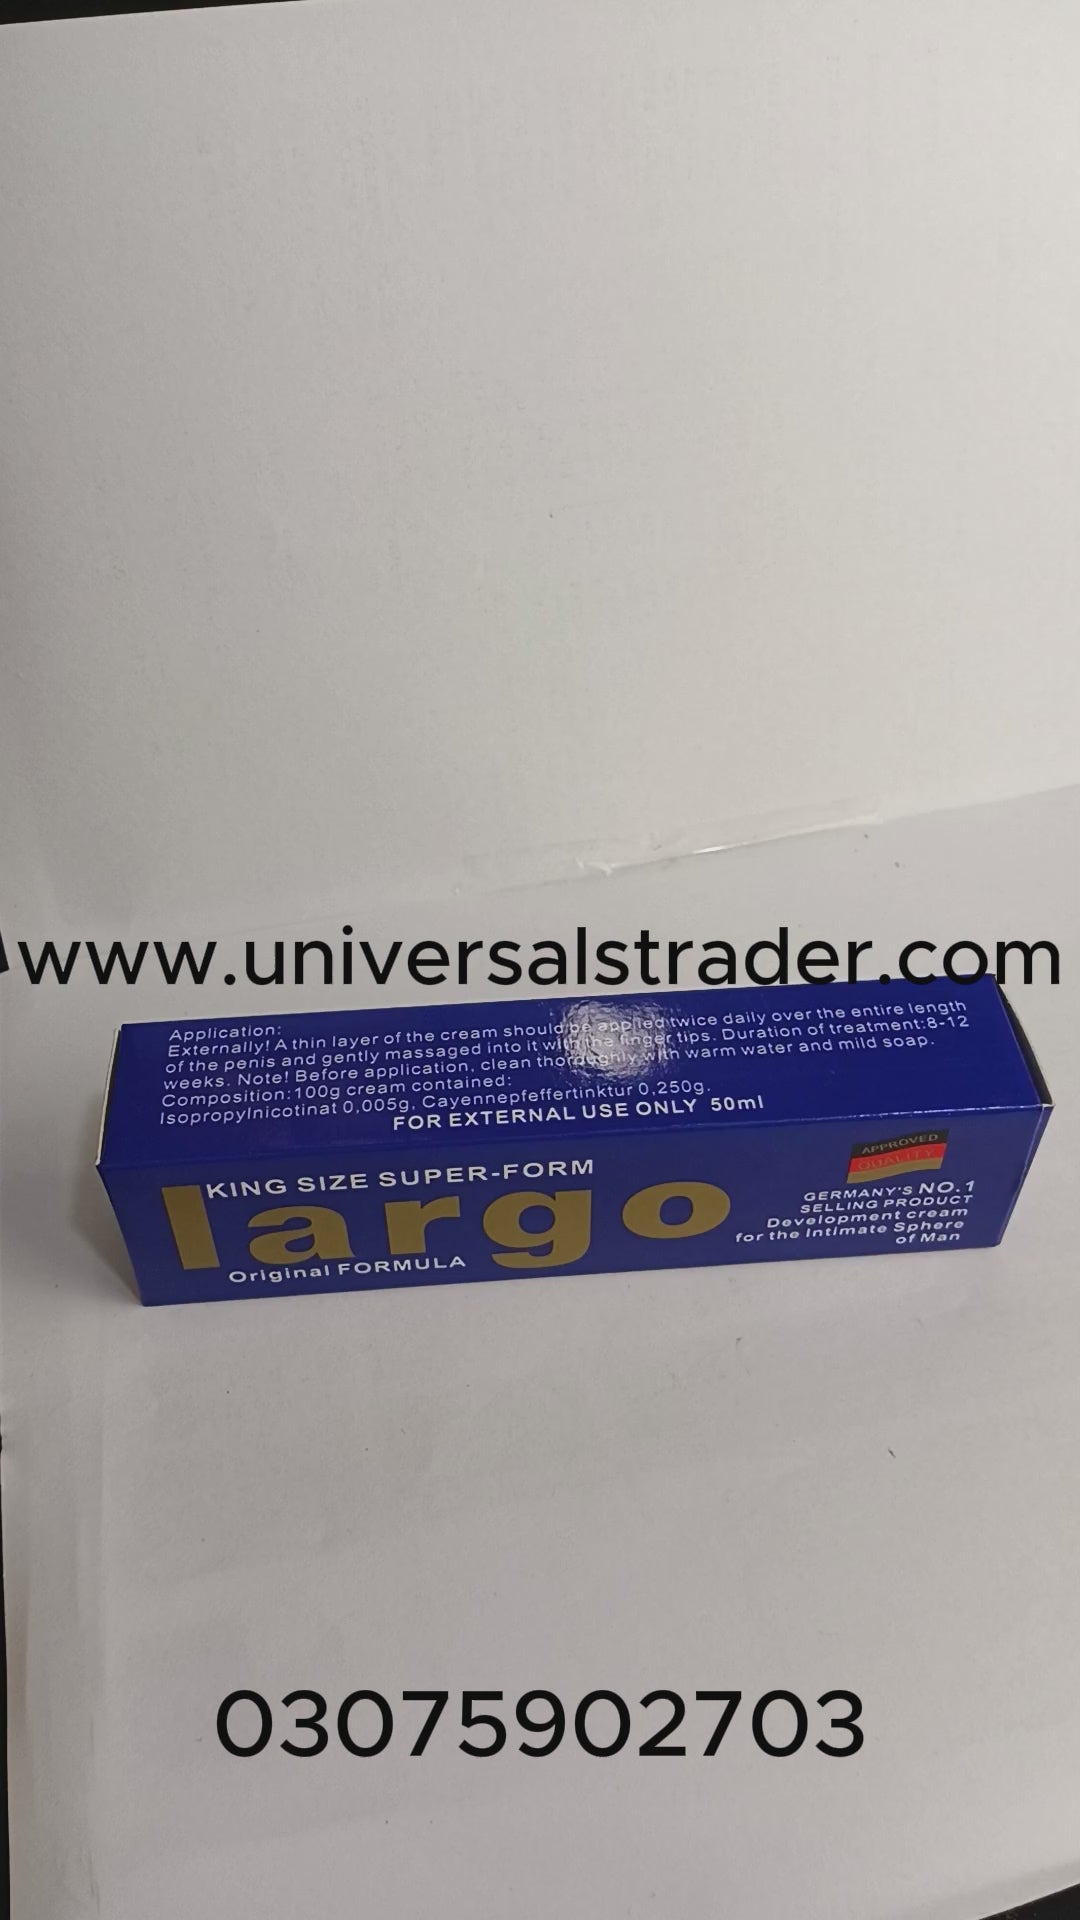 www.universalstrader.com
Application:
Externally! A thin layer of the cream should be applied twice daily over the entire length
of the penis and gently massaged into it with the finger tips. Duration of treatment:8-12
weeks. Note! Before application, clean thoroughly with warm water and mild soap.
Composition:100g cream contained:
Isopropylnicotinat 0,005g, Cayennepfeffertinktur 0,250g.
FOR EXTERNAL USE ONLY 50ml
KING SIZE SUPER-FORM
largo
Original FORMULA
APPROVED
QUALITY
GERMANY'S NO.1
SELLING PRODUCT
Development cream
for the Intimate Sphere
of Man
03075902703